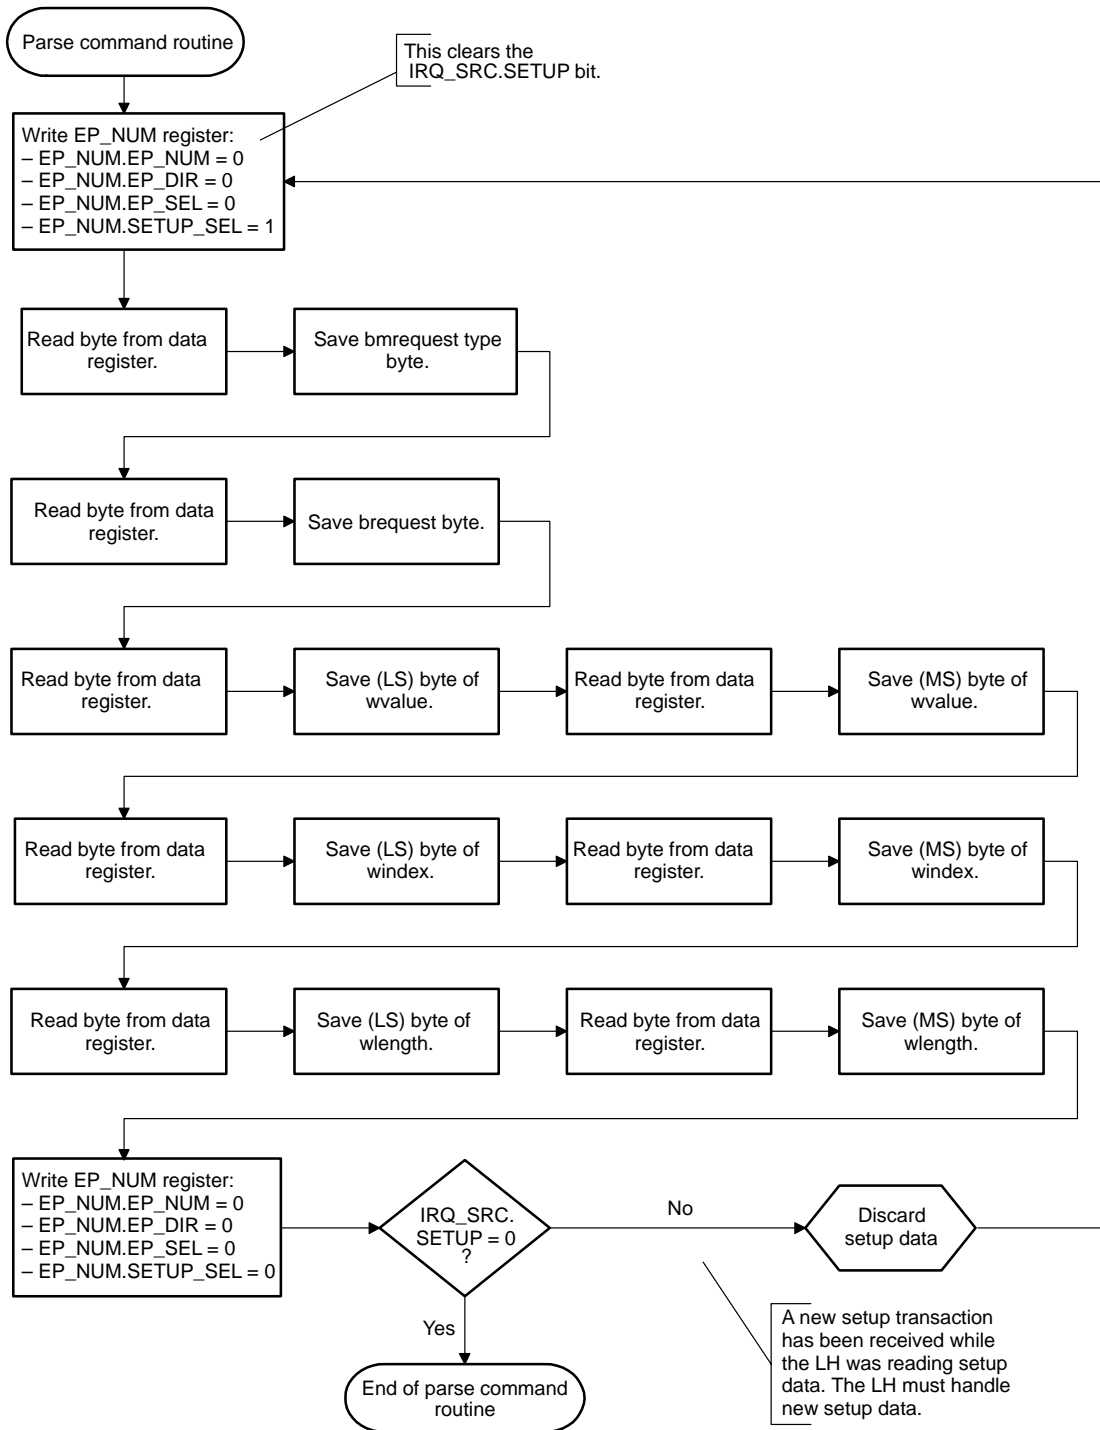 Parse command routine
This clears the
IRQ_SRC.SETUP bit.
Write EP_NUM register:
– EP_NUM.EP_NUM = 0
– EP_NUM.EP_DIR = 0
– EP_NUM.EP_SEL = 0
– EP_NUM.SETUP_SEL = 1
Read byte from data
register.
Save bmrequest type
byte.
Read byte from data
register.
Save brequest byte.
Read byte from data
register.
Save (LS) byte of
wvalue.
Read byte from data
register.
Save (MS) byte of
wvalue.
Read byte from data
register.
Save (LS) byte of
windex.
Read byte from data
register.
Save (MS) byte of
windex.
Read byte from data
register.
Save (LS) byte of
wlength.
Read byte from data
register.
Save (MS) byte of
wlength.
Write EP_NUM register:
– EP_NUM.EP_NUM = 0
– EP_NUM.EP_DIR = 0
– EP_NUM.EP_SEL = 0
– EP_NUM.SETUP_SEL = 0
IRQ_SRC.
SETUP = 0
?
No
Discard
setup data
Yes
End of parse command
routine
A new setup transaction
has been received while
the LH was reading setup
data. The LH must handle
new setup data.